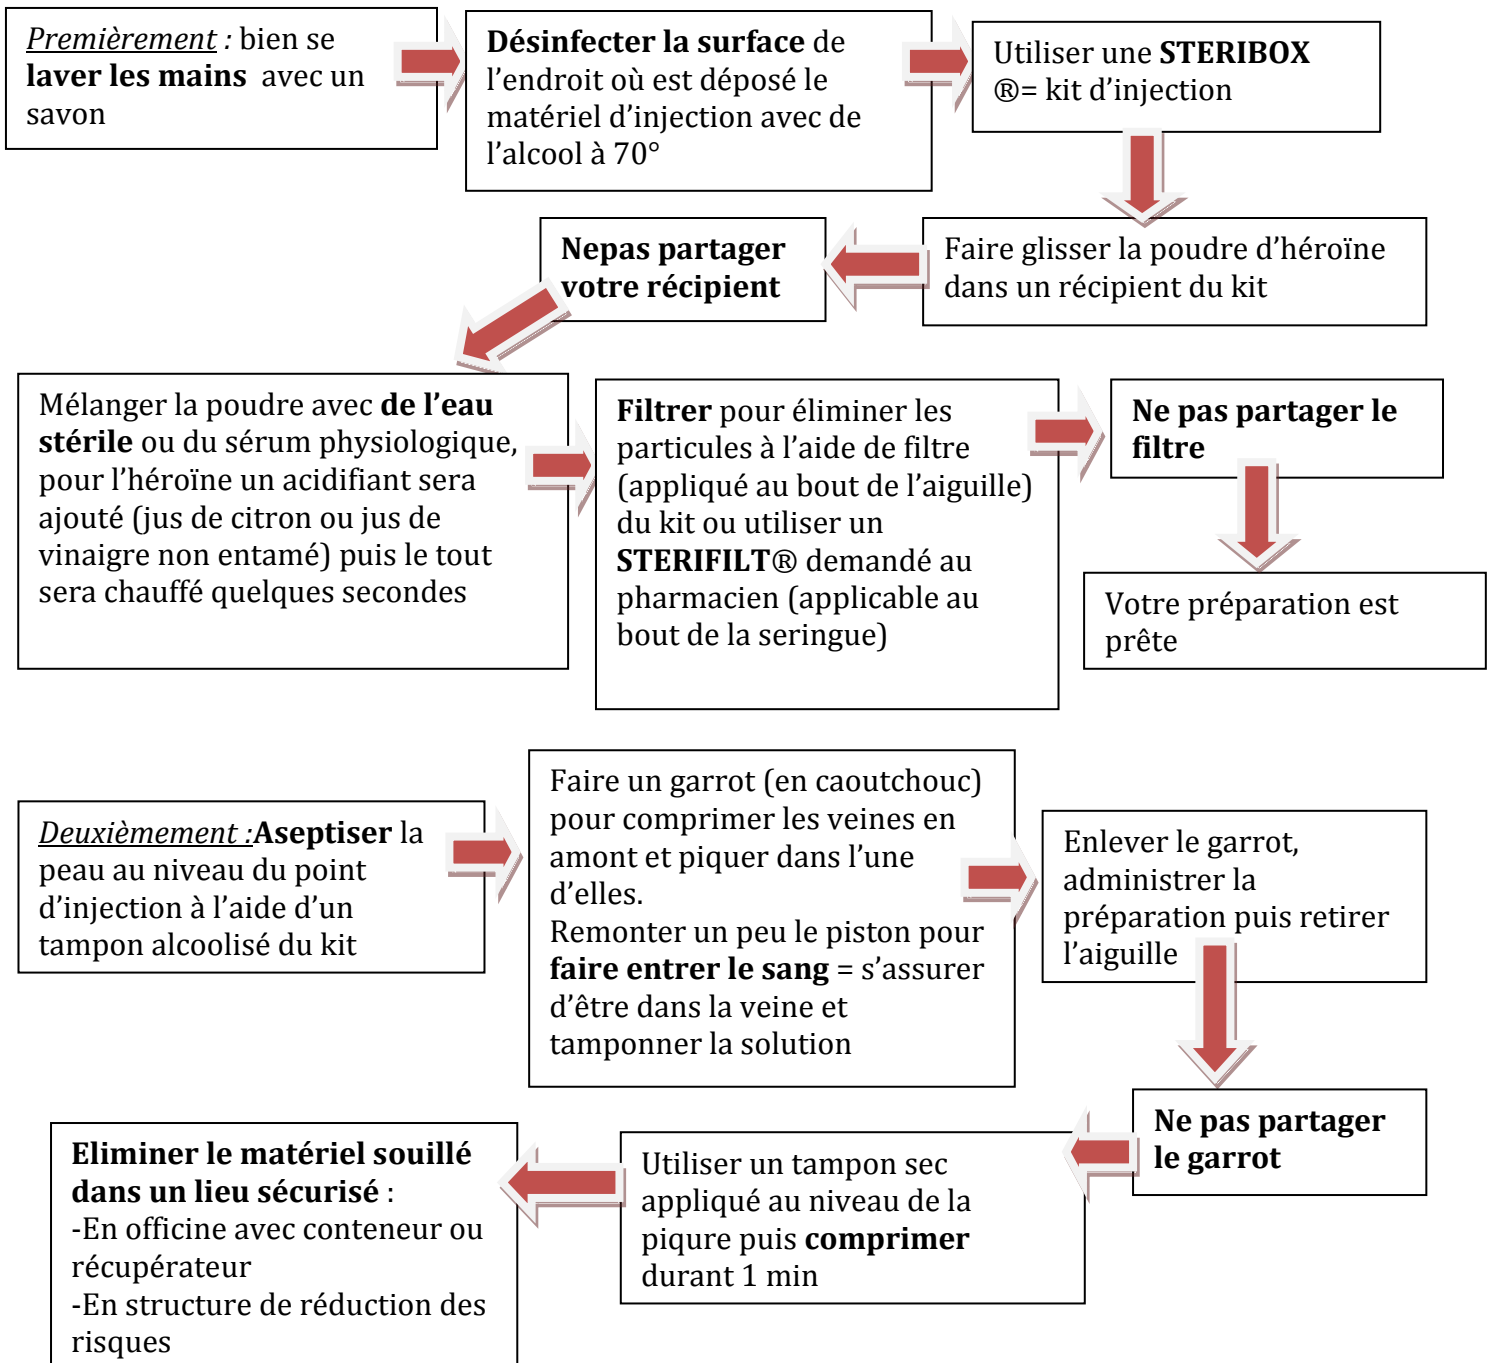 Premièrement : bien se
laver les mains avec un
savon
Désinfecter la surface de
l’endroit où est déposé le
matériel d’injection avec de
l’alcool à 70°
Utiliser une STERIBOX
®= kit d’injection
Faire glisser la poudre d’héroïne
dans un récipient du kit
Nepas partager
votre récipient
Mélanger la poudre avec de l’eau
stérile ou du sérum physiologique,
pour l’héroïne un acidifiant sera
ajouté (jus de citron ou jus de
vinaigre non entamé) puis le tout
sera chauffé quelques secondes
Filtrer pour éliminer les
particules à l’aide de filtre
(appliqué au bout de l’aiguille)
du kit ou utiliser un
STERIFILT® demandé au
pharmacien (applicable au
bout de la seringue)
Ne pas partager le
filtre
Votre préparation est
prête
Deuxièmement :Aseptiser la
peau au niveau du point
d’injection à l’aide d’un
tampon alcoolisé du kit
Faire un garrot (en caoutchouc)
pour comprimer les veines en
amont et piquer dans l’une
d’elles.
Remonter un peu le piston pour
faire entrer le sang = s’assurer
d’être dans la veine et
tamponner la solution
Enlever le garrot,
administrer la
préparation puis retirer
l’aiguille
Ne pas partager
le garrot
Utiliser un tampon sec
appliqué au niveau de la
piqure puis comprimer
durant 1 min
Eliminer le matériel souillé
dans un lieu sécurisé :
-En officine avec conteneur ou
récupérateur
-En structure de réduction des
risques